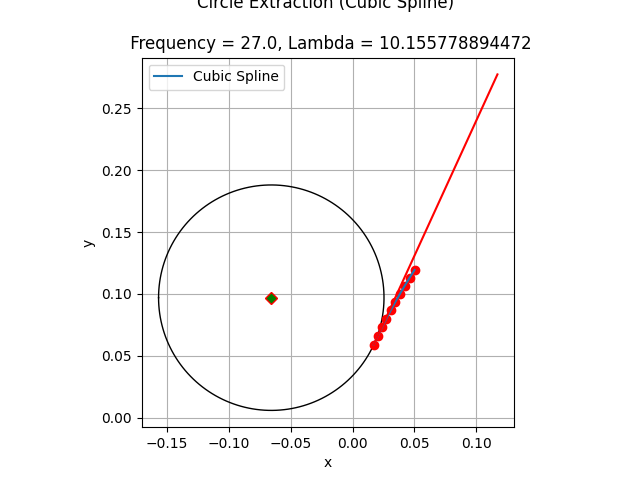 Circle Extraction (Cubic Spline)
Frequency = 27.0, Lambda = 10.155778894472
Cubic Spline
0.25
0.20
0.15
0.10
0.05
0.00
y
−0.15 −0.10 −0.05 0.00 0.05 0.10
x